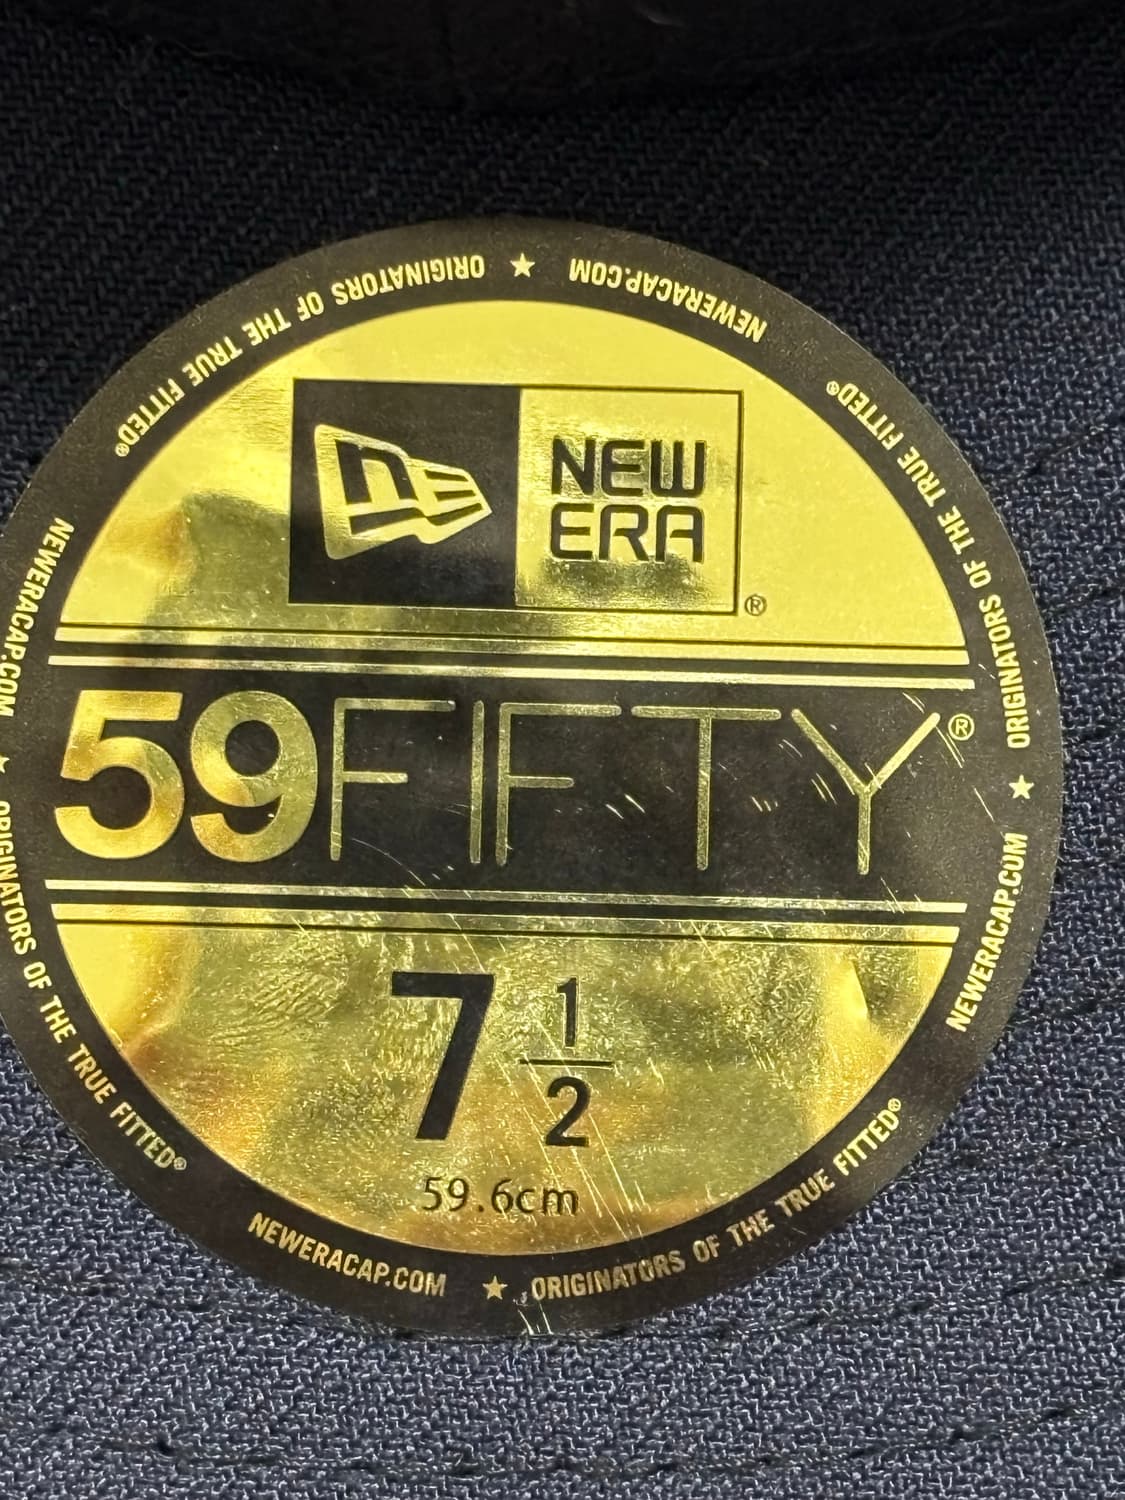 NEW
ERA
®
59FIFTY®
7 1/2
59.6cm
NEWERACAP.COM ★ ORIGINATORS OF THE TRUE FITTED®
NEWERACAP.COM ★ ORIGINATORS OF THE TRUE FITTED®
NEWERACAP.COM ★ ORIGINATORS OF THE TRUE FITTED®
NEWERACAP.COM ★ ORIGINATORS OF THE TRUE FITTED®